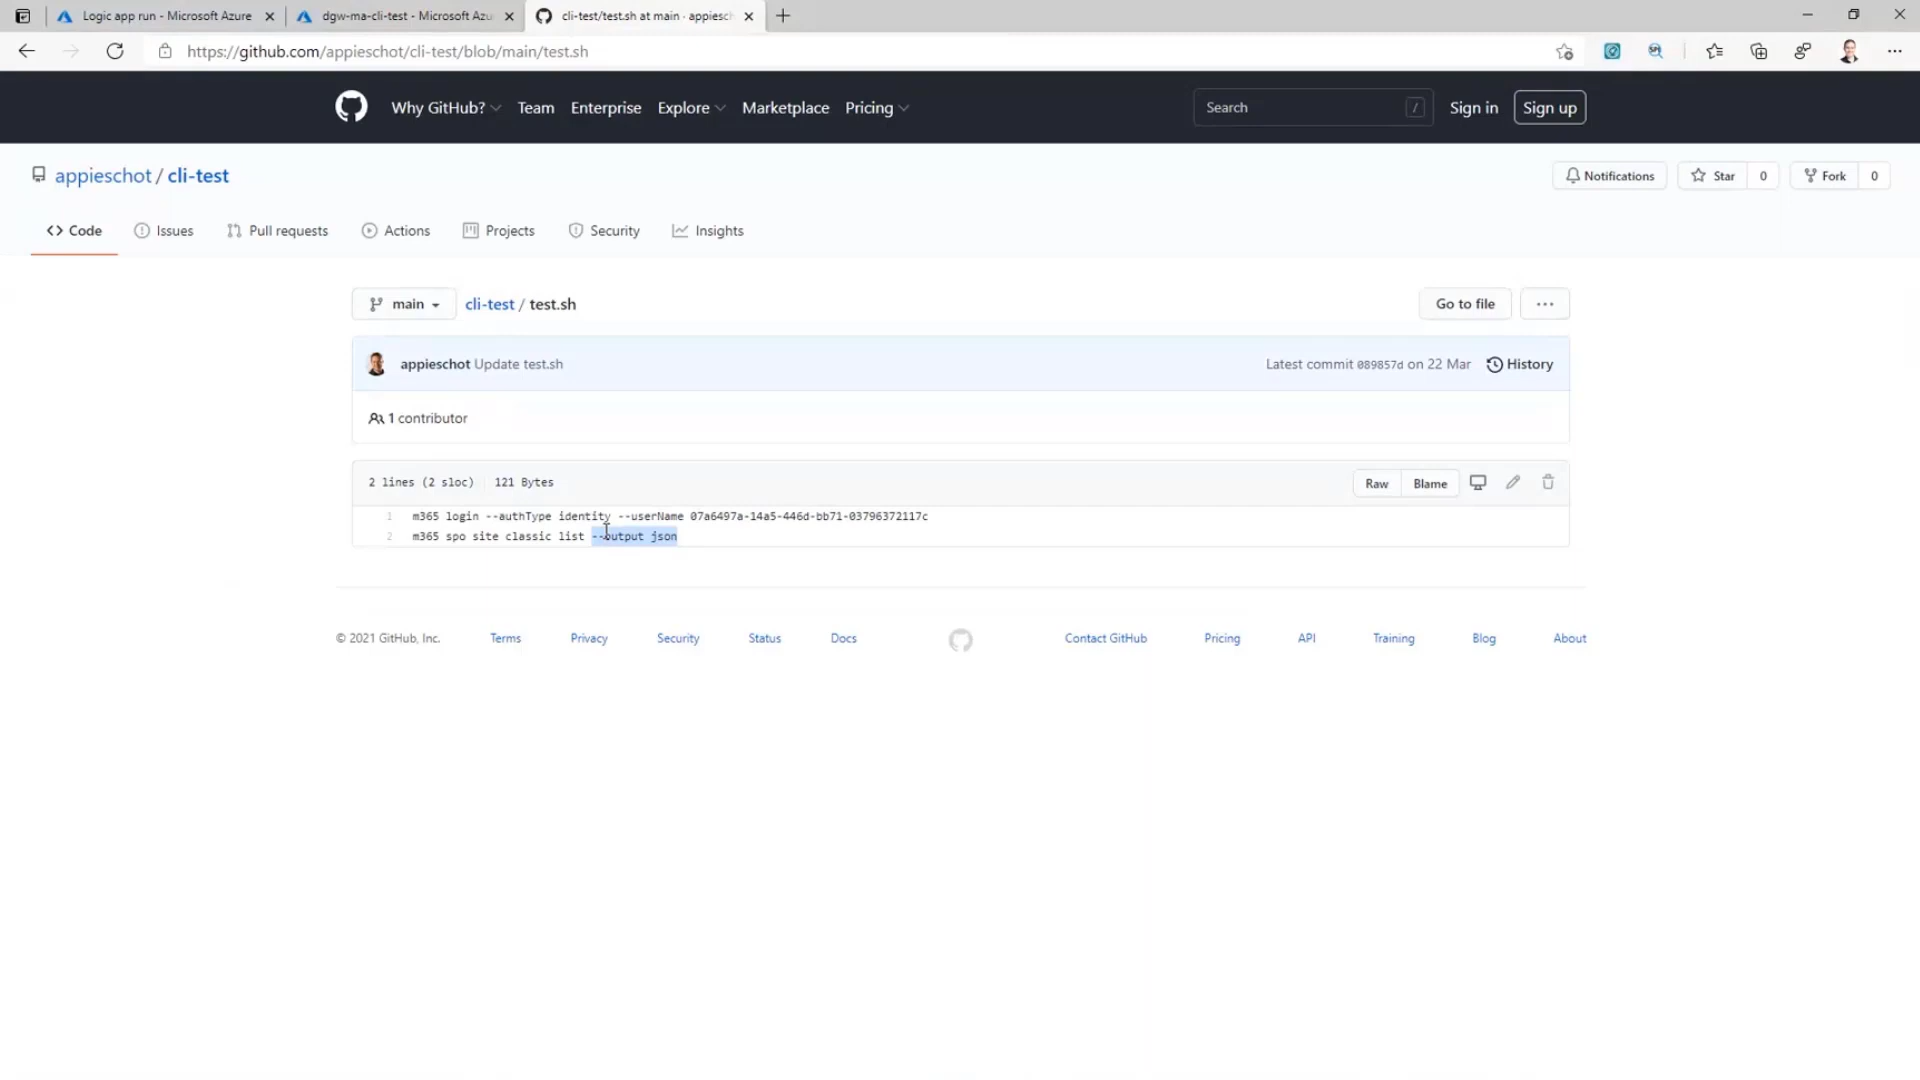 Logic app run - Microsoft Azure
dgw-ma-cli-test - Microsoft Azu
cli-test/test.sh at main · appiesch
https://github.com/appieschot/cli-test/blob/main/test.sh
Why GitHub? Team Enterprise Explore Marketplace Pricing
Search /
Sign in
Sign up
appieschot / cli-test
Notifications
Star 0
Fork 0
Code
Issues
Pull requests
Actions
Projects
Security
Insights
main
cli-test / test.sh
Go to file
appieschot Update test.sh
Latest commit 089857d on 22 Mar
History
1 contributor
2 lines (2 sloc) 121 Bytes
Raw
Blame
1 m365 login --authType identity --userName 07a6497a-14a5-446d-bb71-03796372117c
2 m365 spo site classic list --output json
© 2021 GitHub, Inc. Terms Privacy Security Status Docs Contact GitHub Pricing API Training Blog About